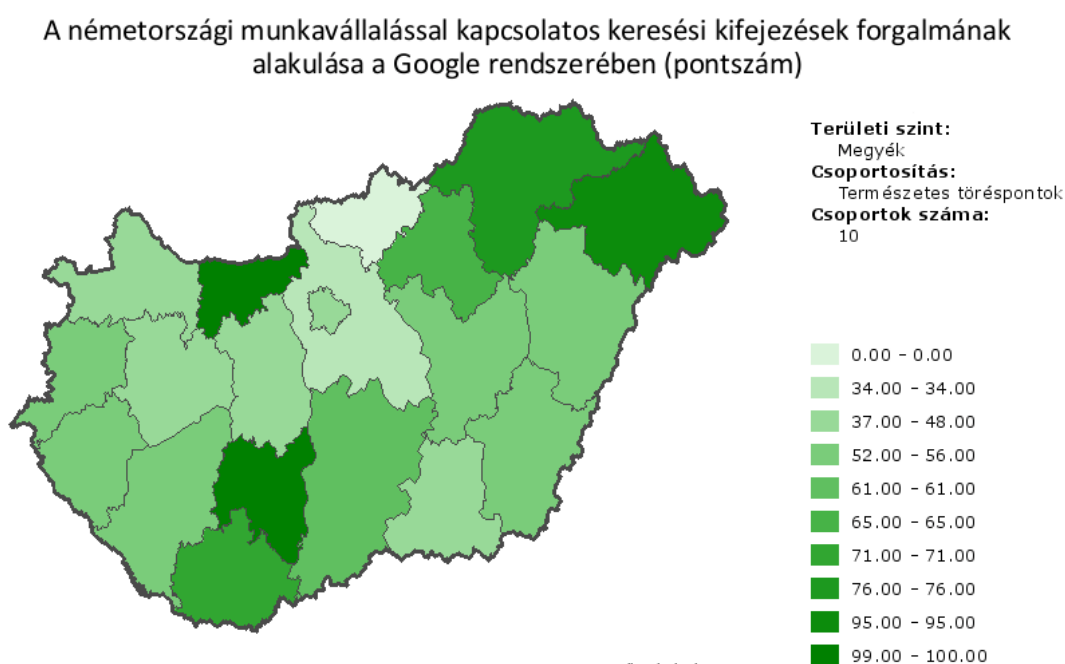 A németországi munkavállalással kapcsolatos keresési kifejezések forgalmának
alakulása a Google rendszerében (pontszám)
Területi szint:
Megyék
Csoportosítás:
Természetes töréspontok
Csoportok száma:
10
0.00 - 0.00
34.00 - 34.00
37.00 - 48.00
52.00 - 56.00
61.00 - 61.00
65.00 - 65.00
71.00 - 71.00
76.00 - 76.00
95.00 - 95.00
99.00 - 100.00